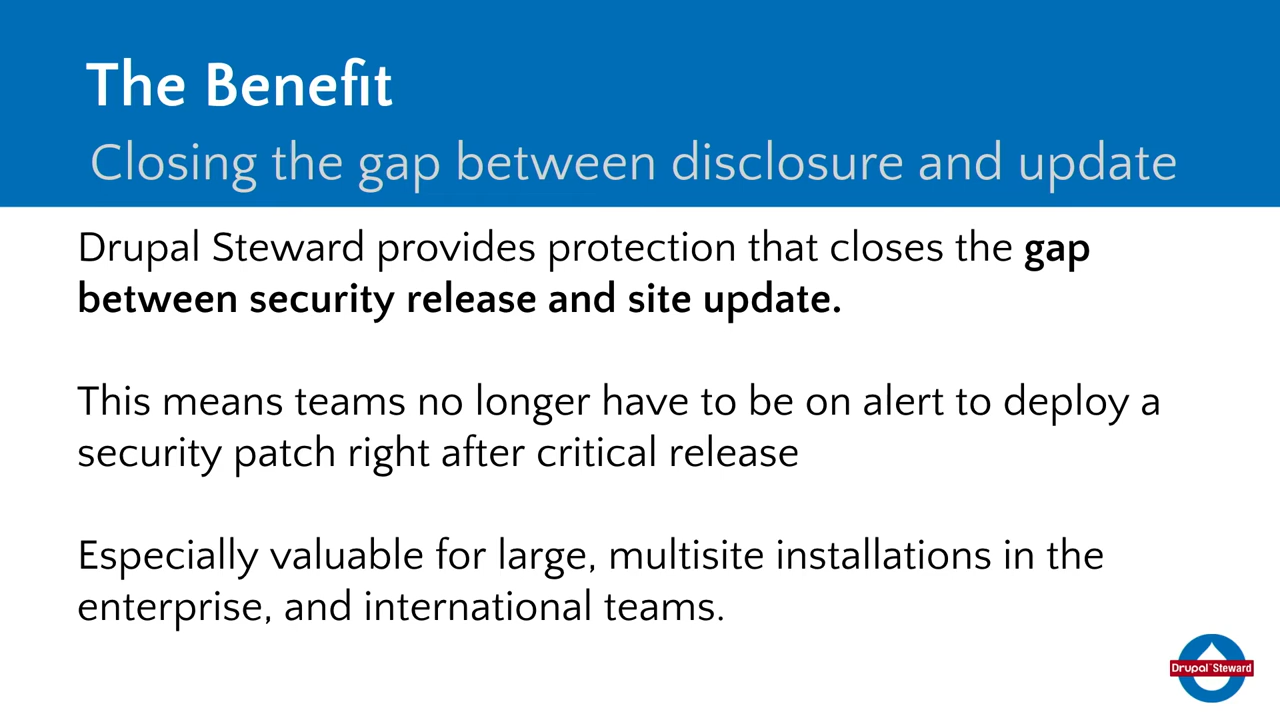 The Benefit
Closing the gap between disclosure and update
Drupal Steward provides protection that closes the gap
between security release and site update.
This means teams no longer have to be on alert to deploy a
security patch right after critical release
Especially valuable for large, multisite installations in the
enterprise, and international teams.
Drupal™Steward